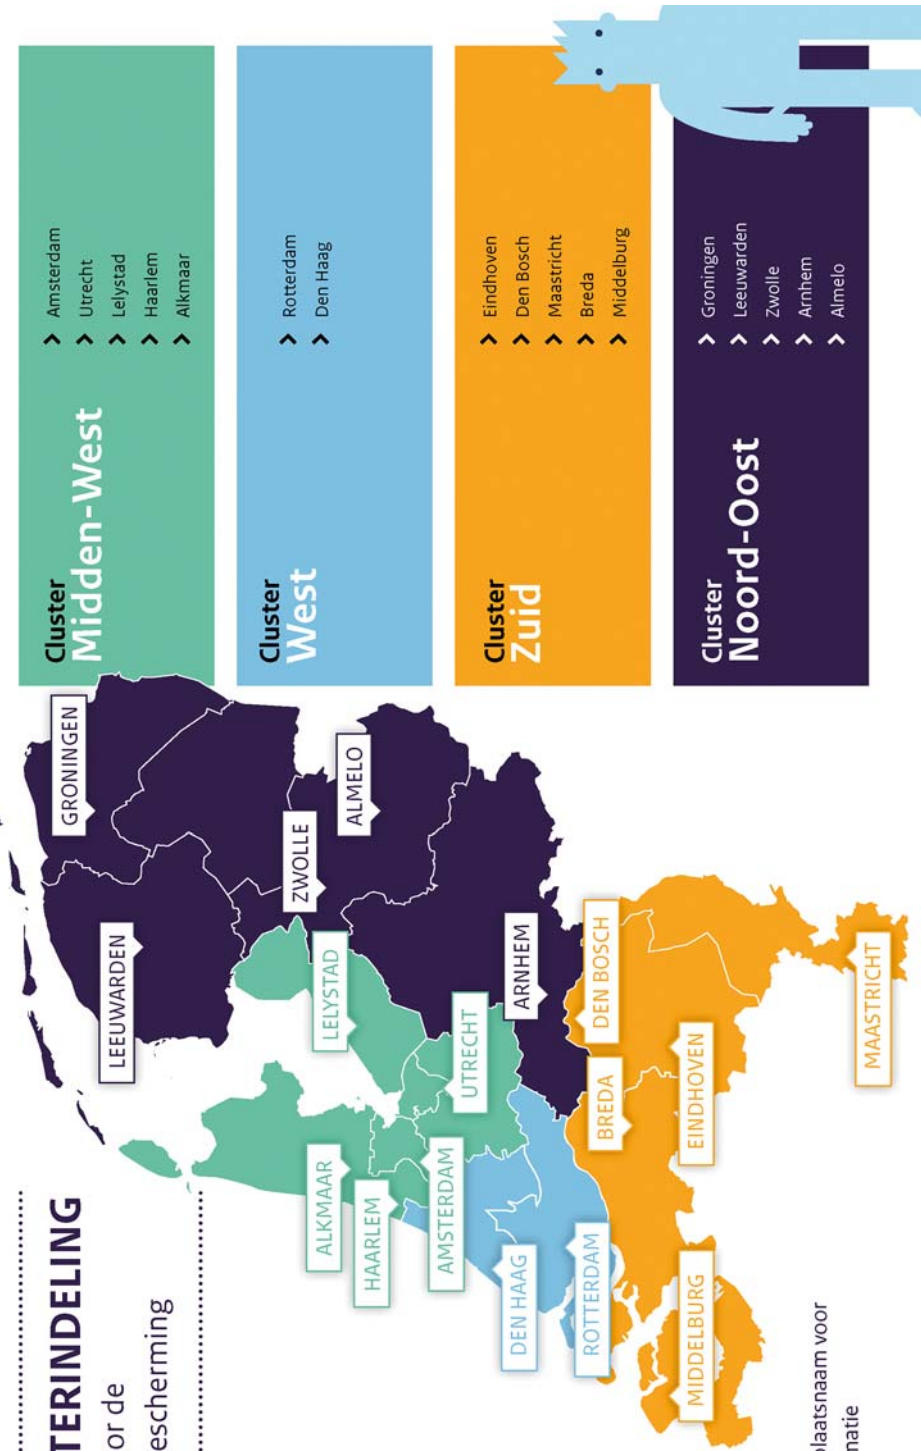 TERINDELING
or de
escherming
LEEUWARDEN
GRONINGEN
ZWOLLE
ALMELO
LELYSTAD
ALKMAAR
HAARLEM
AMSTERDAM
UTRECHT
ARNHEM
DEN HAAG
ROTTERDAM
BREDA
DEN BOSCH
MIDDELBURG
EINDHOVEN
MAASTRICHT
laatsnaam voor
natie
Cluster
Midden-West
Amsterdam
Utrecht
Lelystad
Haarlem
Alkmaar
Cluster
West
Rotterdam
Den Haag
Cluster
Zuid
Eindhoven
Den Bosch
Maastricht
Breda
Middelburg
Cluster
Noord-Oost
Groningen
Leeuwarden
Zwolle
Arnhem
Almelo